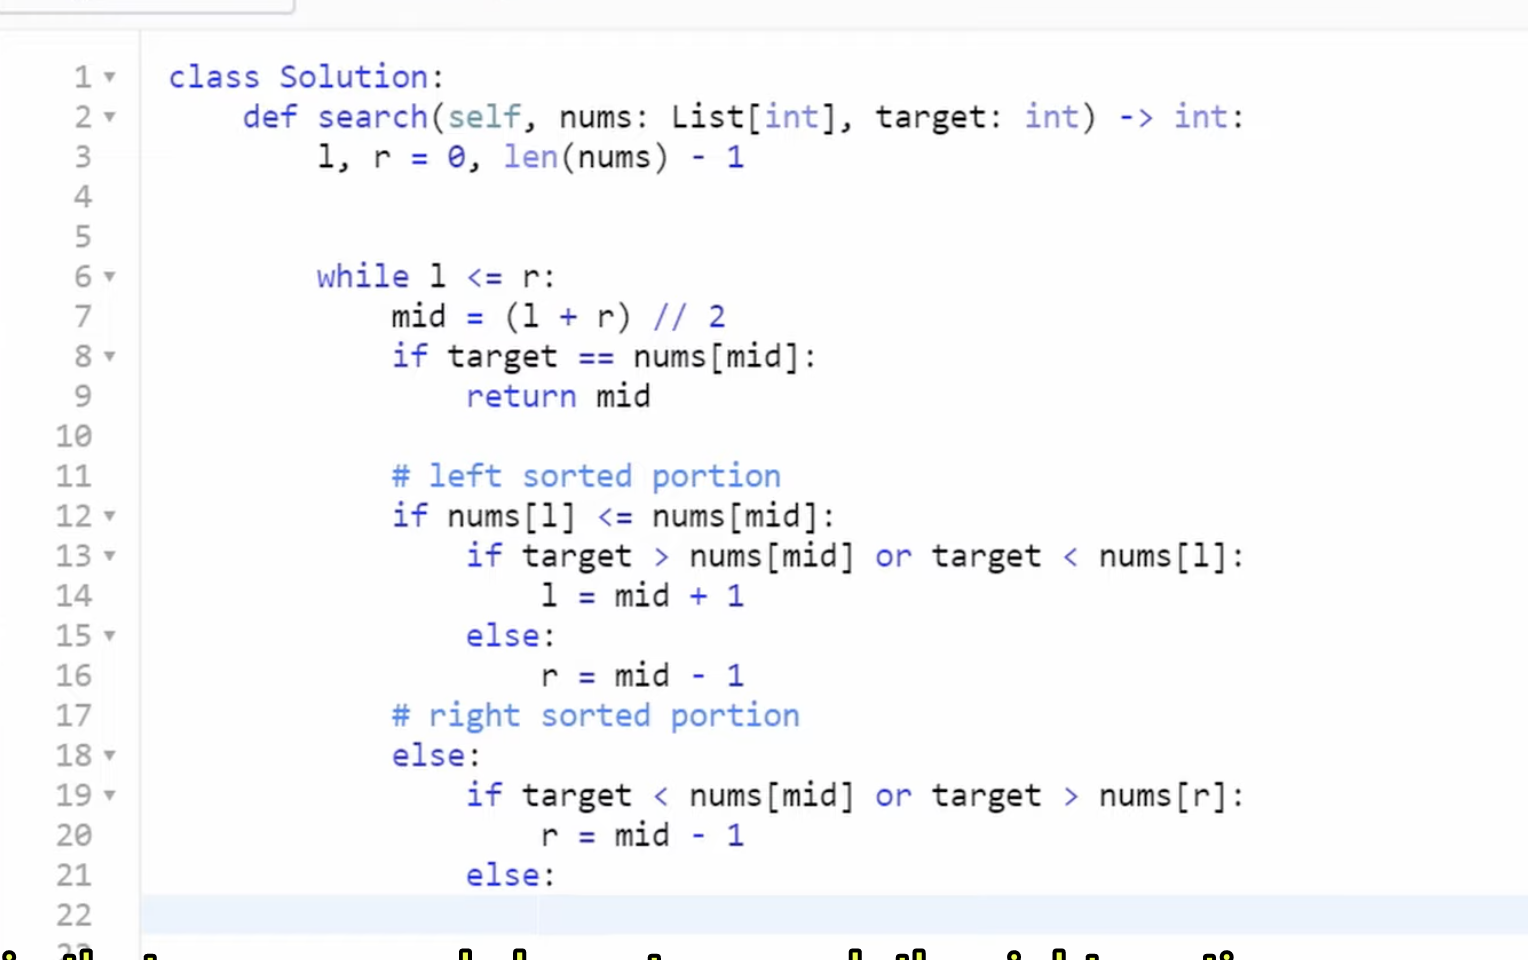 1 class Solution:
2 def search(self, nums: List[int], target: int) -> int:
3 l, r = 0, len(nums) - 1
4
5
6 while l <= r:
7 mid = (l + r) // 2
8 if target == nums[mid]:
9 return mid
10
11 # left sorted portion
12 if nums[l] <= nums[mid]:
13 if target > nums[mid] or target < nums[l]:
14 l = mid + 1
15 else:
16 r = mid - 1
17 # right sorted portion
18 else:
19 if target < nums[mid] or target > nums[r]:
20 r = mid - 1
21 else:
22